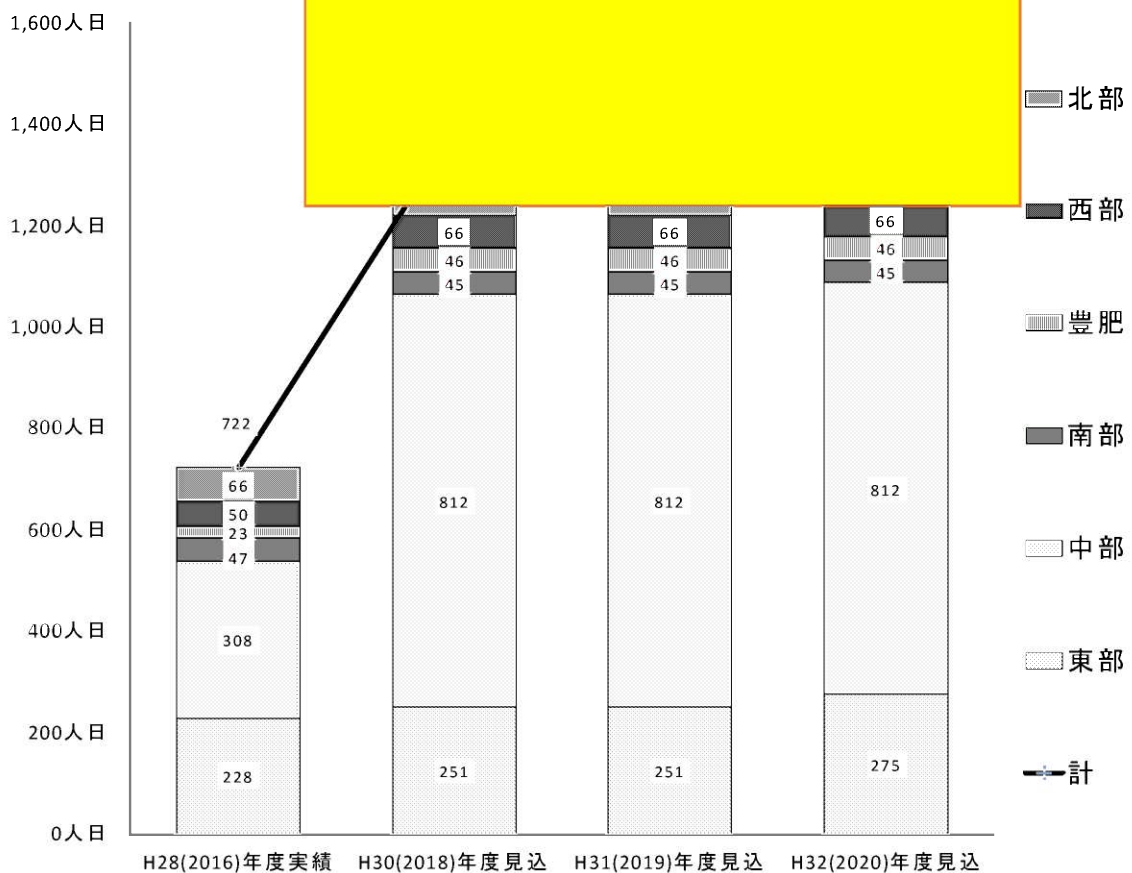 1,600人日
1,400人日
1,200人日
1,000人日
800人日
600人日
400人日
200人日
0人日
722
66
50
23
47
308
228
66
46
45
812
251
66
46
45
812
251
66
46
45
812
275
H28(2016)年度実績
H30(2018)年度見込
H31(2019)年度見込
H32(2020)年度見込
北部
西部
豊肥
南部
中部
東部
計